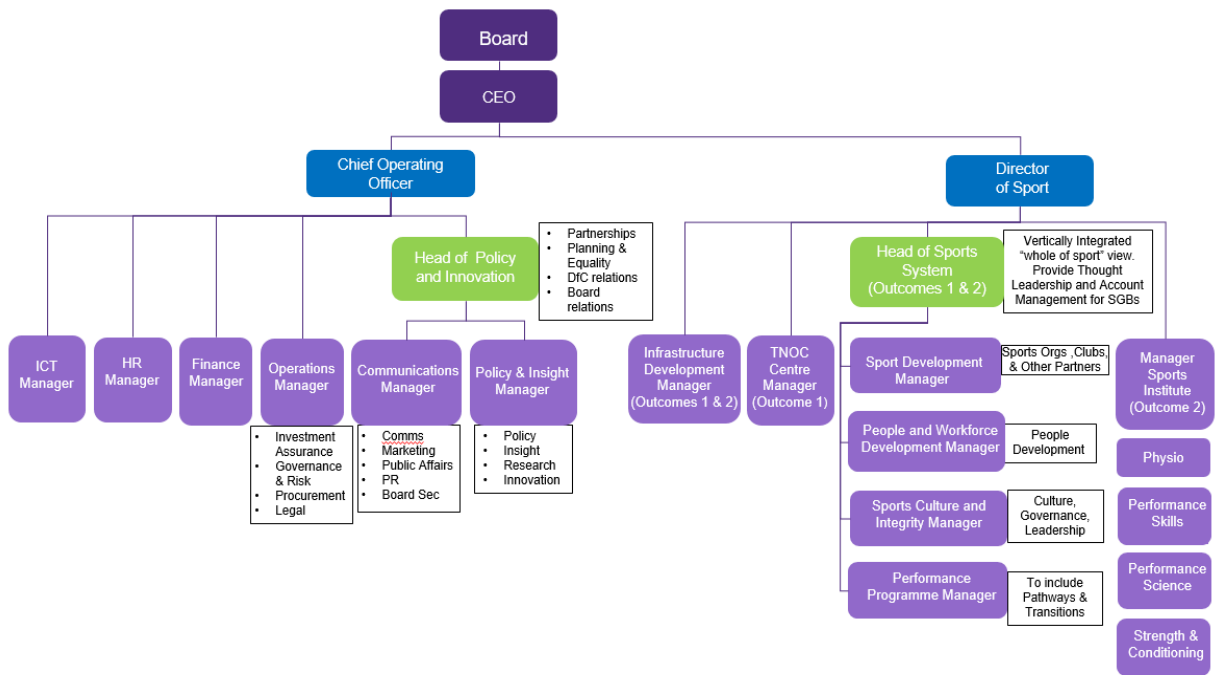 Board
CEO
Chief Operating
Officer
Director
of Sport
Head of Policy
and Innovation
• Partnerships
• Planning &
Equality
• DfC relations
• Board
relations
Head of Sports
System
(Outcomes 1 & 2)
Vertically Integrated
“whole of sport” view.
Provide Thought
Leadership and Account
Management for SGBs
ICT
Manager
HR
Manager
Finance
Manager
Operations
Manager
Communications
Manager
Policy & Insight
Manager
• Investment
Assurance
• Governance
& Risk
• Procurement
• Legal
• Comms
• Marketing
• Public Affairs
• PR
• Board Sec
• Policy
• Insight
• Research
• Innovation
Infrastructure
Development
Manager
(Outcomes 1 & 2)
TNOC
Centre
Manager
(Outcome 1)
Sport Development
Manager
Sports Orgs ,Clubs,
& Other Partners
People and Workforce
Development Manager
People
Development
Sports Culture and
Integrity Manager
Culture,
Governance,
Leadership
Performance
Programme Manager
To include
Pathways &
Transitions
Manager
Sports
Institute
(Outcome 2)
Physio
Performance
Skills
Performance
Science
Strength &
Conditioning